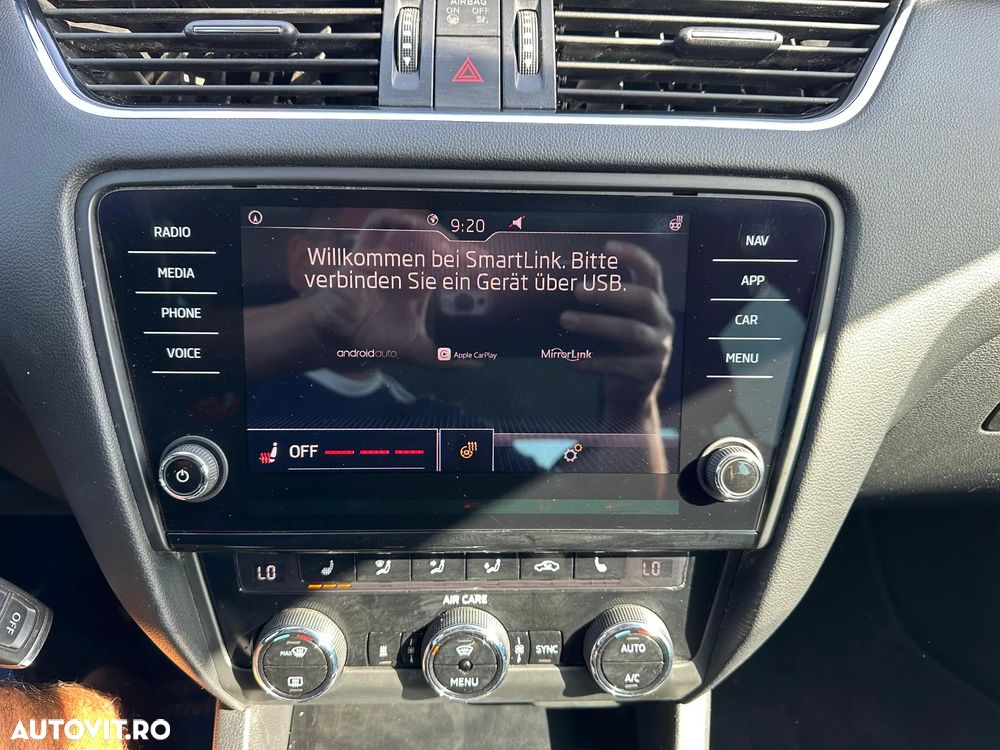 AIRBAG
ON OFF
9:20
RADIO
MEDIA
PHONE
VOICE
Willkommen bei SmartLink. Bitte
verbinden Sie ein Gerät über USB.
androidauto
Apple CarPlay
MirrorLink
NAV
APP
CAR
MENU
OFF
LO
LO
AIR CARE
MAX
MENU
SYNC
AUTO
A/C
OFF
AUTOVIT.RO